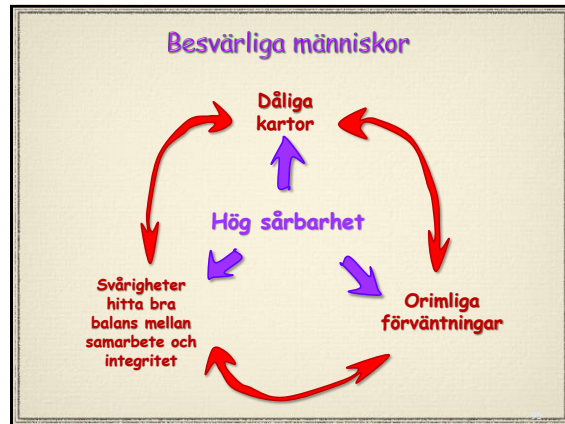 Besvärliga människor
Dåliga
kartor
Hög sårbarhet
Svårigheter
hitta bra
balans mellan
samarbete och
integritet
Orimliga
förväntningar